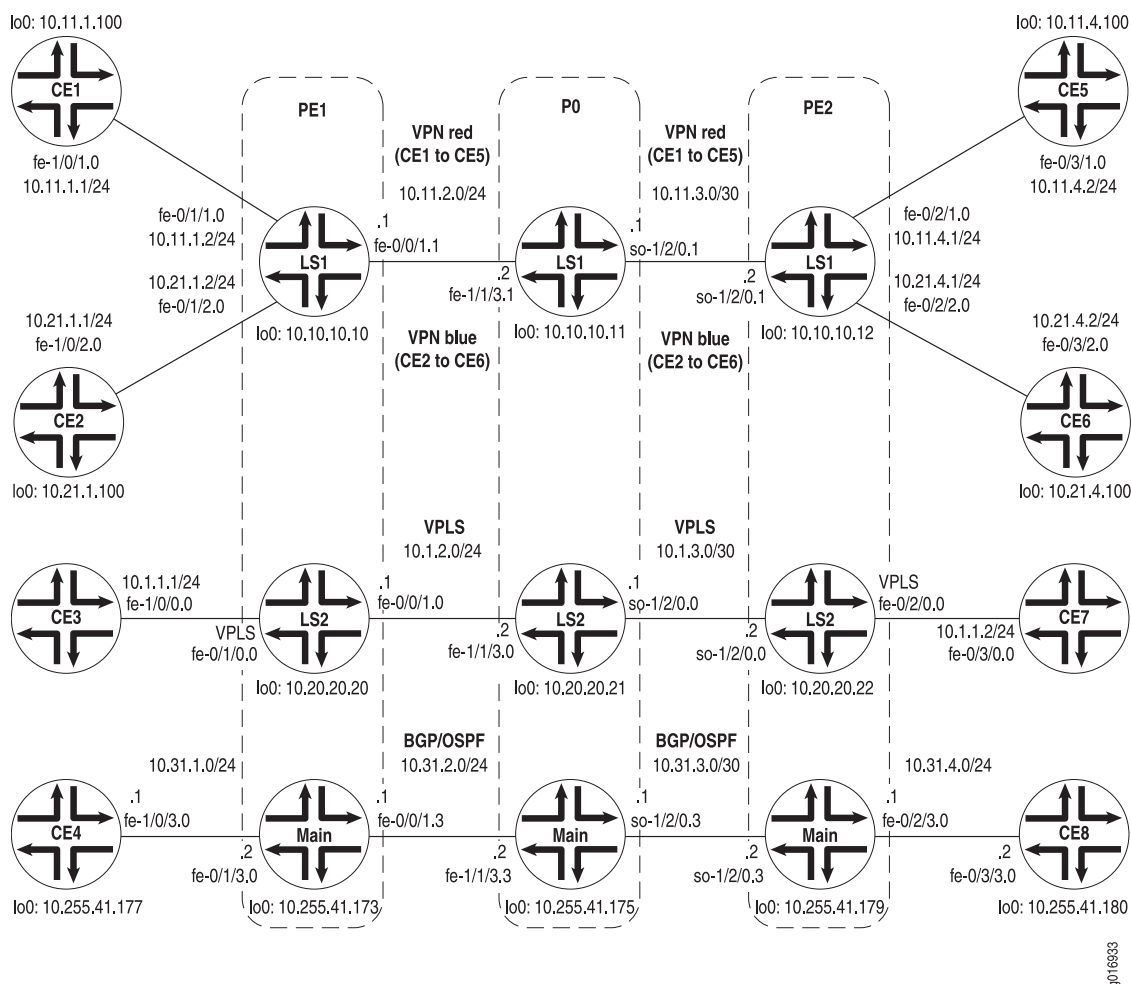 lo0: 10.11.1.100
lo0: 10.11.4.100
CE1
PE1
P0
PE2
CE5
VPN red
(CE1 to CE5)
VPN red
(CE1 to CE5)
fe-1/0/1.0
10.11.1.1/24
10.11.2.0/24
10.11.3.0/30
fe-0/3/1.0
10.11.4.2/24
fe-0/1/1.0
10.11.1.2/24
.1
fe-0/0/1.1
.1
so-1/2/0.1
fe-0/2/1.0
10.11.4.1/24
LS1
LS1
LS1
10.21.1.2/24
fe-0/1/2.0
.2
fe-1/1/3.1
.2
so-1/2/0.1
10.21.4.1/24
fe-0/2/2.0
10.21.1.1/24
fe-1/0/2.0
lo0: 10.10.10.10
lo0: 10.10.10.11
lo0: 10.10.10.12
10.21.4.2/24
fe-0/3/2.0
VPN blue
(CE2 to CE6)
VPN blue
(CE2 to CE6)
CE2
CE6
lo0: 10.21.1.100
lo0: 10.21.4.100
VPLS
10.1.2.0/24
VPLS
10.1.3.0/30
10.1.1.1/24
fe-1/0/0.0
.1
fe-0/0/1.0
.1
so-1/2/0.0
VPLS
fe-0/2/0.0
CE3
LS2
LS2
LS2
CE7
VPLS
fe-0/1/0.0
.2
fe-1/1/3.0
.2
so-1/2/0.0
10.1.1.2/24
fe-0/3/0.0
lo0: 10.20.20.20
lo0: 10.20.20.21
lo0: 10.20.20.22
BGP/OSPF
BGP/OSPF
10.31.1.0/24
10.31.2.0/24
10.31.3.0/30
10.31.4.0/24
.1
fe-1/0/3.0
.1
fe-0/0/1.3
.1
so-1/2/0.3
.1
fe-0/2/3.0
CE4
Main
Main
Main
CE8
.2
fe-0/1/3.0
.2
fe-1/1/3.3
.2
so-1/2/0.3
.2
fe-0/3/3.0
lo0: 10.255.41.177
lo0: 10.255.41.173
lo0: 10.255.41.175
lo0: 10.255.41.179
lo0: 10.255.41.180
g016933